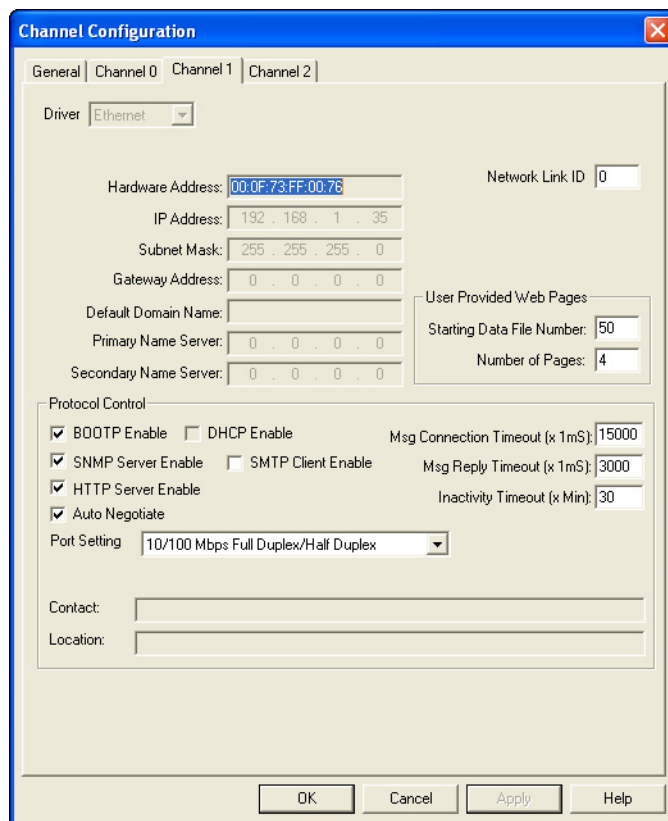 Channel Configuration
General Channel 0 Channel 1 Channel 2
Driver Ethernet
Network Link ID 0
Hardware Address: 00:0F:73:FF:00:76
IP Address: 192 . 168 . 1 . 35
Subnet Mask: 255 . 255 . 255 . 0
Gateway Address: 0 . 0 . 0 . 0
Default Domain Name:
Primary Name Server: 0 . 0 . 0 . 0
Secondary Name Server: 0 . 0 . 0 . 0
User Provided Web Pages
Starting Data File Number: 50
Number of Pages: 4
Protocol Control
BOOTP Enable DHCP Enable
SNMP Server Enable SMTP Client Enable
HTTP Server Enable
Auto Negotiate
Msg Connection Timeout (x 1mS): 15000
Msg Reply Timeout (x 1mS): 3000
Inactivity Timeout (x Min): 30
Port Setting 10/100 Mbps Full Duplex/Half Duplex
Contact:
Location:
OK Cancel Apply Help